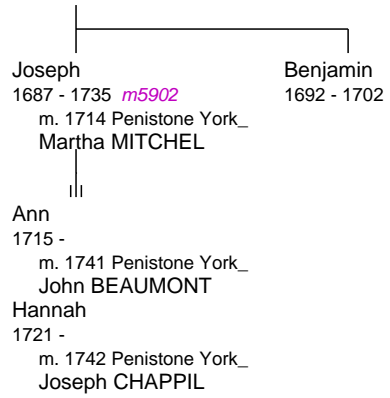 Joseph
1687 - 1735 m5902
m. 1714 Penistone York_
Martha MITCHEL
Benjamin
1692 - 1702
Ann
1715 -
m. 1741 Penistone York_
John BEAUMONT
Hannah
1721 -
m. 1742 Penistone York_
Joseph CHAPPIL